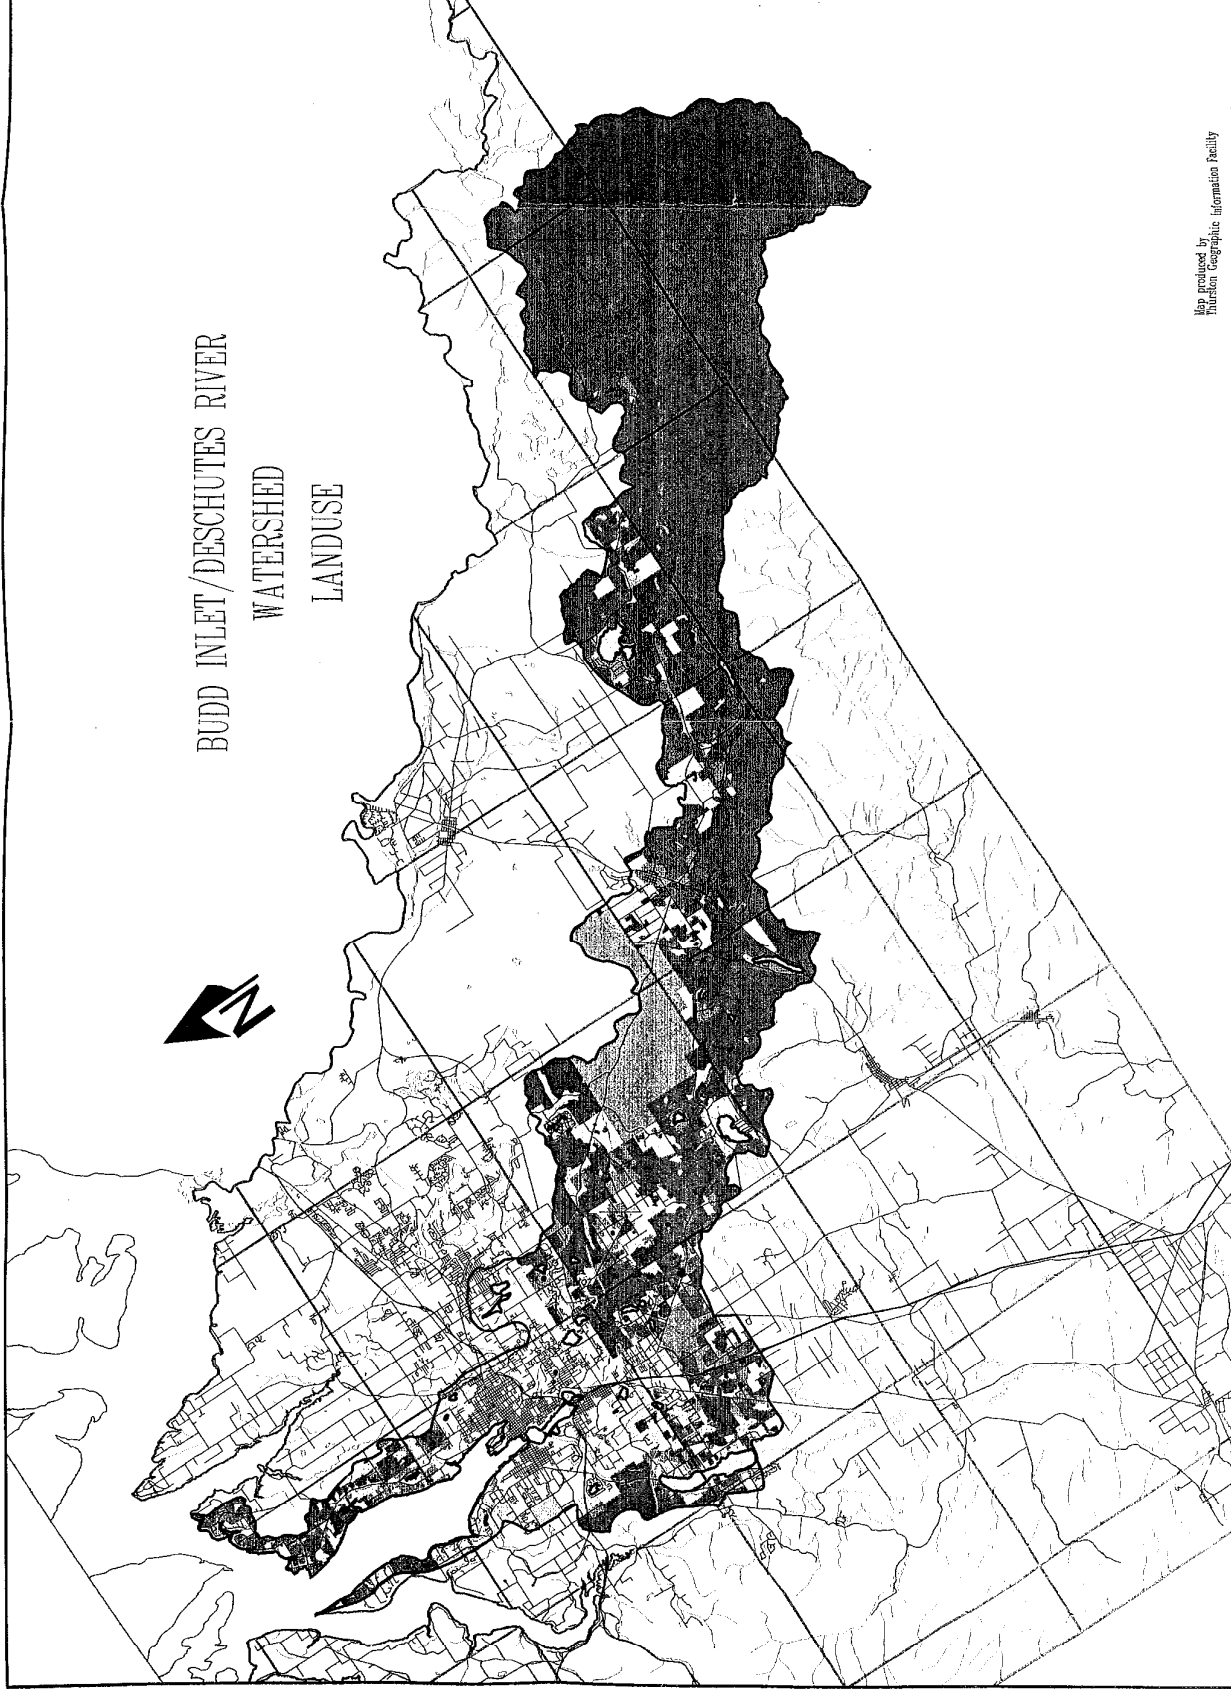 BUDD INLET/DESCHUTES RIVER
WATERSHED
LANDUSE
N
Map produced by
Thurston Geographic Information Facility